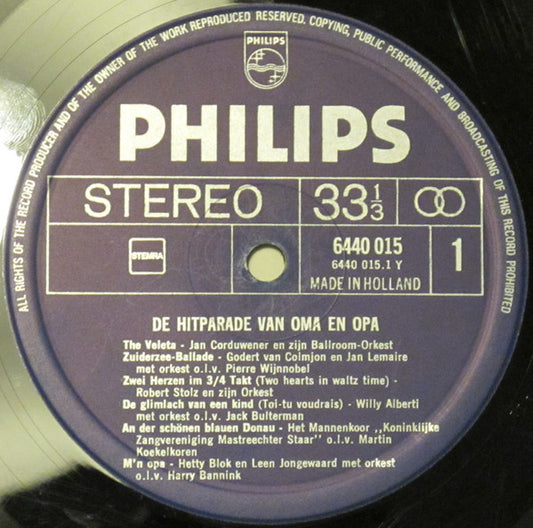 ALL RIGHTS OF THE RECORD PRODUCER AND OF THE OWNER OF THE WORK REPRODUCED RESERVED. COPYING, PUBLIC PERFORMANCE AND BROADCASTING OF THIS RECORD PROHIBITED
PHILIPS
PHILIPS
STEREO 33 1/3
STEMRA
6440 015
6440 015.1 Y
MADE IN HOLLAND
1
DE HITPARADE VAN OMA EN OPA
The Veleta - Jan Corduwener en zijn Ballroom-Orkest
Zuiderzee-Ballade - Godert van Colmjon en Jan Lemaire
met orkest o.l.v. Pierre Wijnnobel
Zwei Herzen im 3/4 Takt (Two hearts in waltz time) -
Robert Stolz en zijn Orkest
De glimlach van een kind (Toi-tu voudrais) - Willy Alberti
met orkest o.l.v. Jack Bulterman
An der schönen blauen Donau - Het Mannenkoor ,,Koninklijke
Zangvereniging Mastreechter Staar'' o.l.v. Martin
Koekelkoren
M'n opa - Hetty Blok en Leen Jongewaard met orkest
o.l.v. Harry Bannink